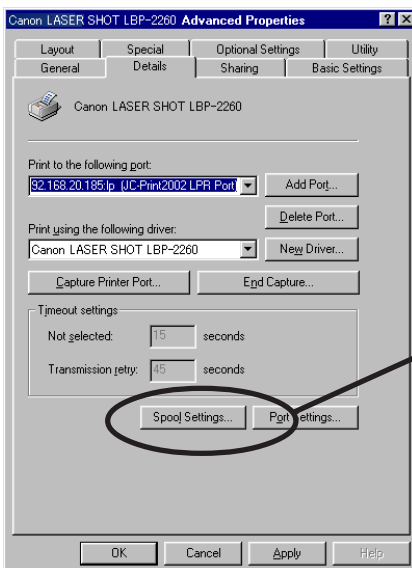 Canon LASER SHOT LBP-2260 Advanced Properties
Layout Special Optional Settings Utility
General Details Sharing Basic Settings
Canon LASER SHOT LBP-2260
Print to the following port:
92.168.20.185:lp (JC-Print2002 LPR Port) Add Port...
Delete Port...
Print using the following driver:
Canon LASER SHOT LBP-2260 New Driver...
Capture Printer Port... End Capture...
Timeout settings
Not selected: 15 seconds
Transmission retry: 45 seconds
Spool Settings... Port Settings...
OK Cancel Apply Help